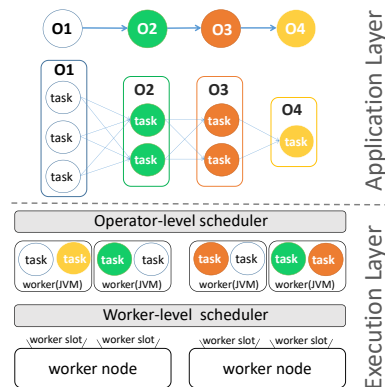 O1 O2 O3 O4
O1
task
task
task
O2
task
task
O3
task
task
O4
task
Application Layer
Operator-level scheduler
task task task task task task task task
worker(JVM) worker(JVM) worker(JVM) worker(JVM)
Worker-level scheduler
worker slot worker slot worker slot worker slot
worker node worker node
Execution Layer